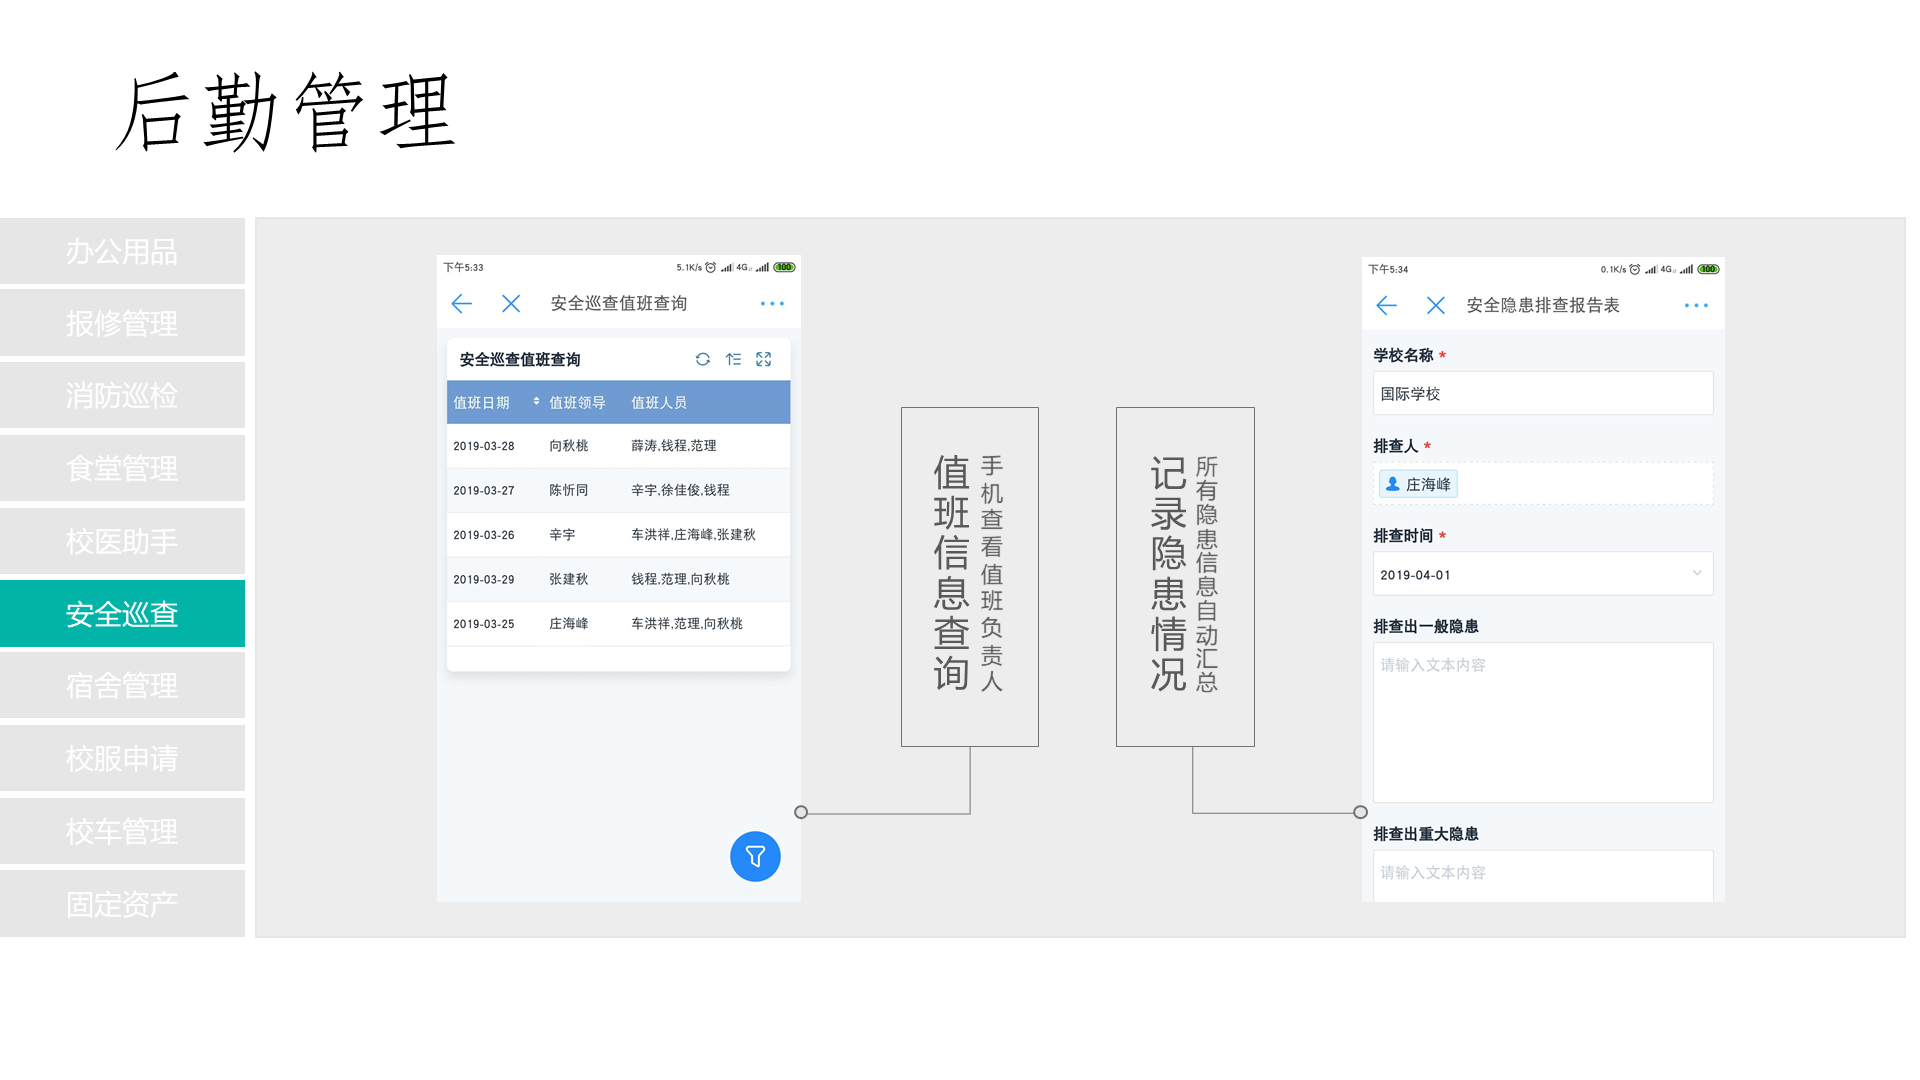 后勤管理
办公用品
报修管理
消防巡检
食堂管理
校医助手
安全巡查
宿舍管理
校服申请
校车管理
固定资产
下午5:33
5.1K/s 4G 100
安全巡查值班查询
安全巡查值班查询
值班日期 值班领导 值班人员
2019-03-28 向秋桃 薛涛,钱程,范理
2019-03-27 陈忻同 辛宇,徐佳俊,钱程
2019-03-26 辛宇 车洪祥,庄海峰,张建秋
2019-03-29 张建秋 钱程,范理,向秋桃
2019-03-25 庄海峰 车洪祥,范理,向秋桃
值班信息查询
手机查看值班负责人
记录隐患情况
所有隐患信息自动汇总
下午5:34
0.1K/s 4G 100
安全隐患排查报告表
学校名称 *
国际学校
排查人 *
庄海峰
排查时间 *
2019-04-01
排查出一般隐患
请输入文本内容
排查出重大隐患
请输入文本内容